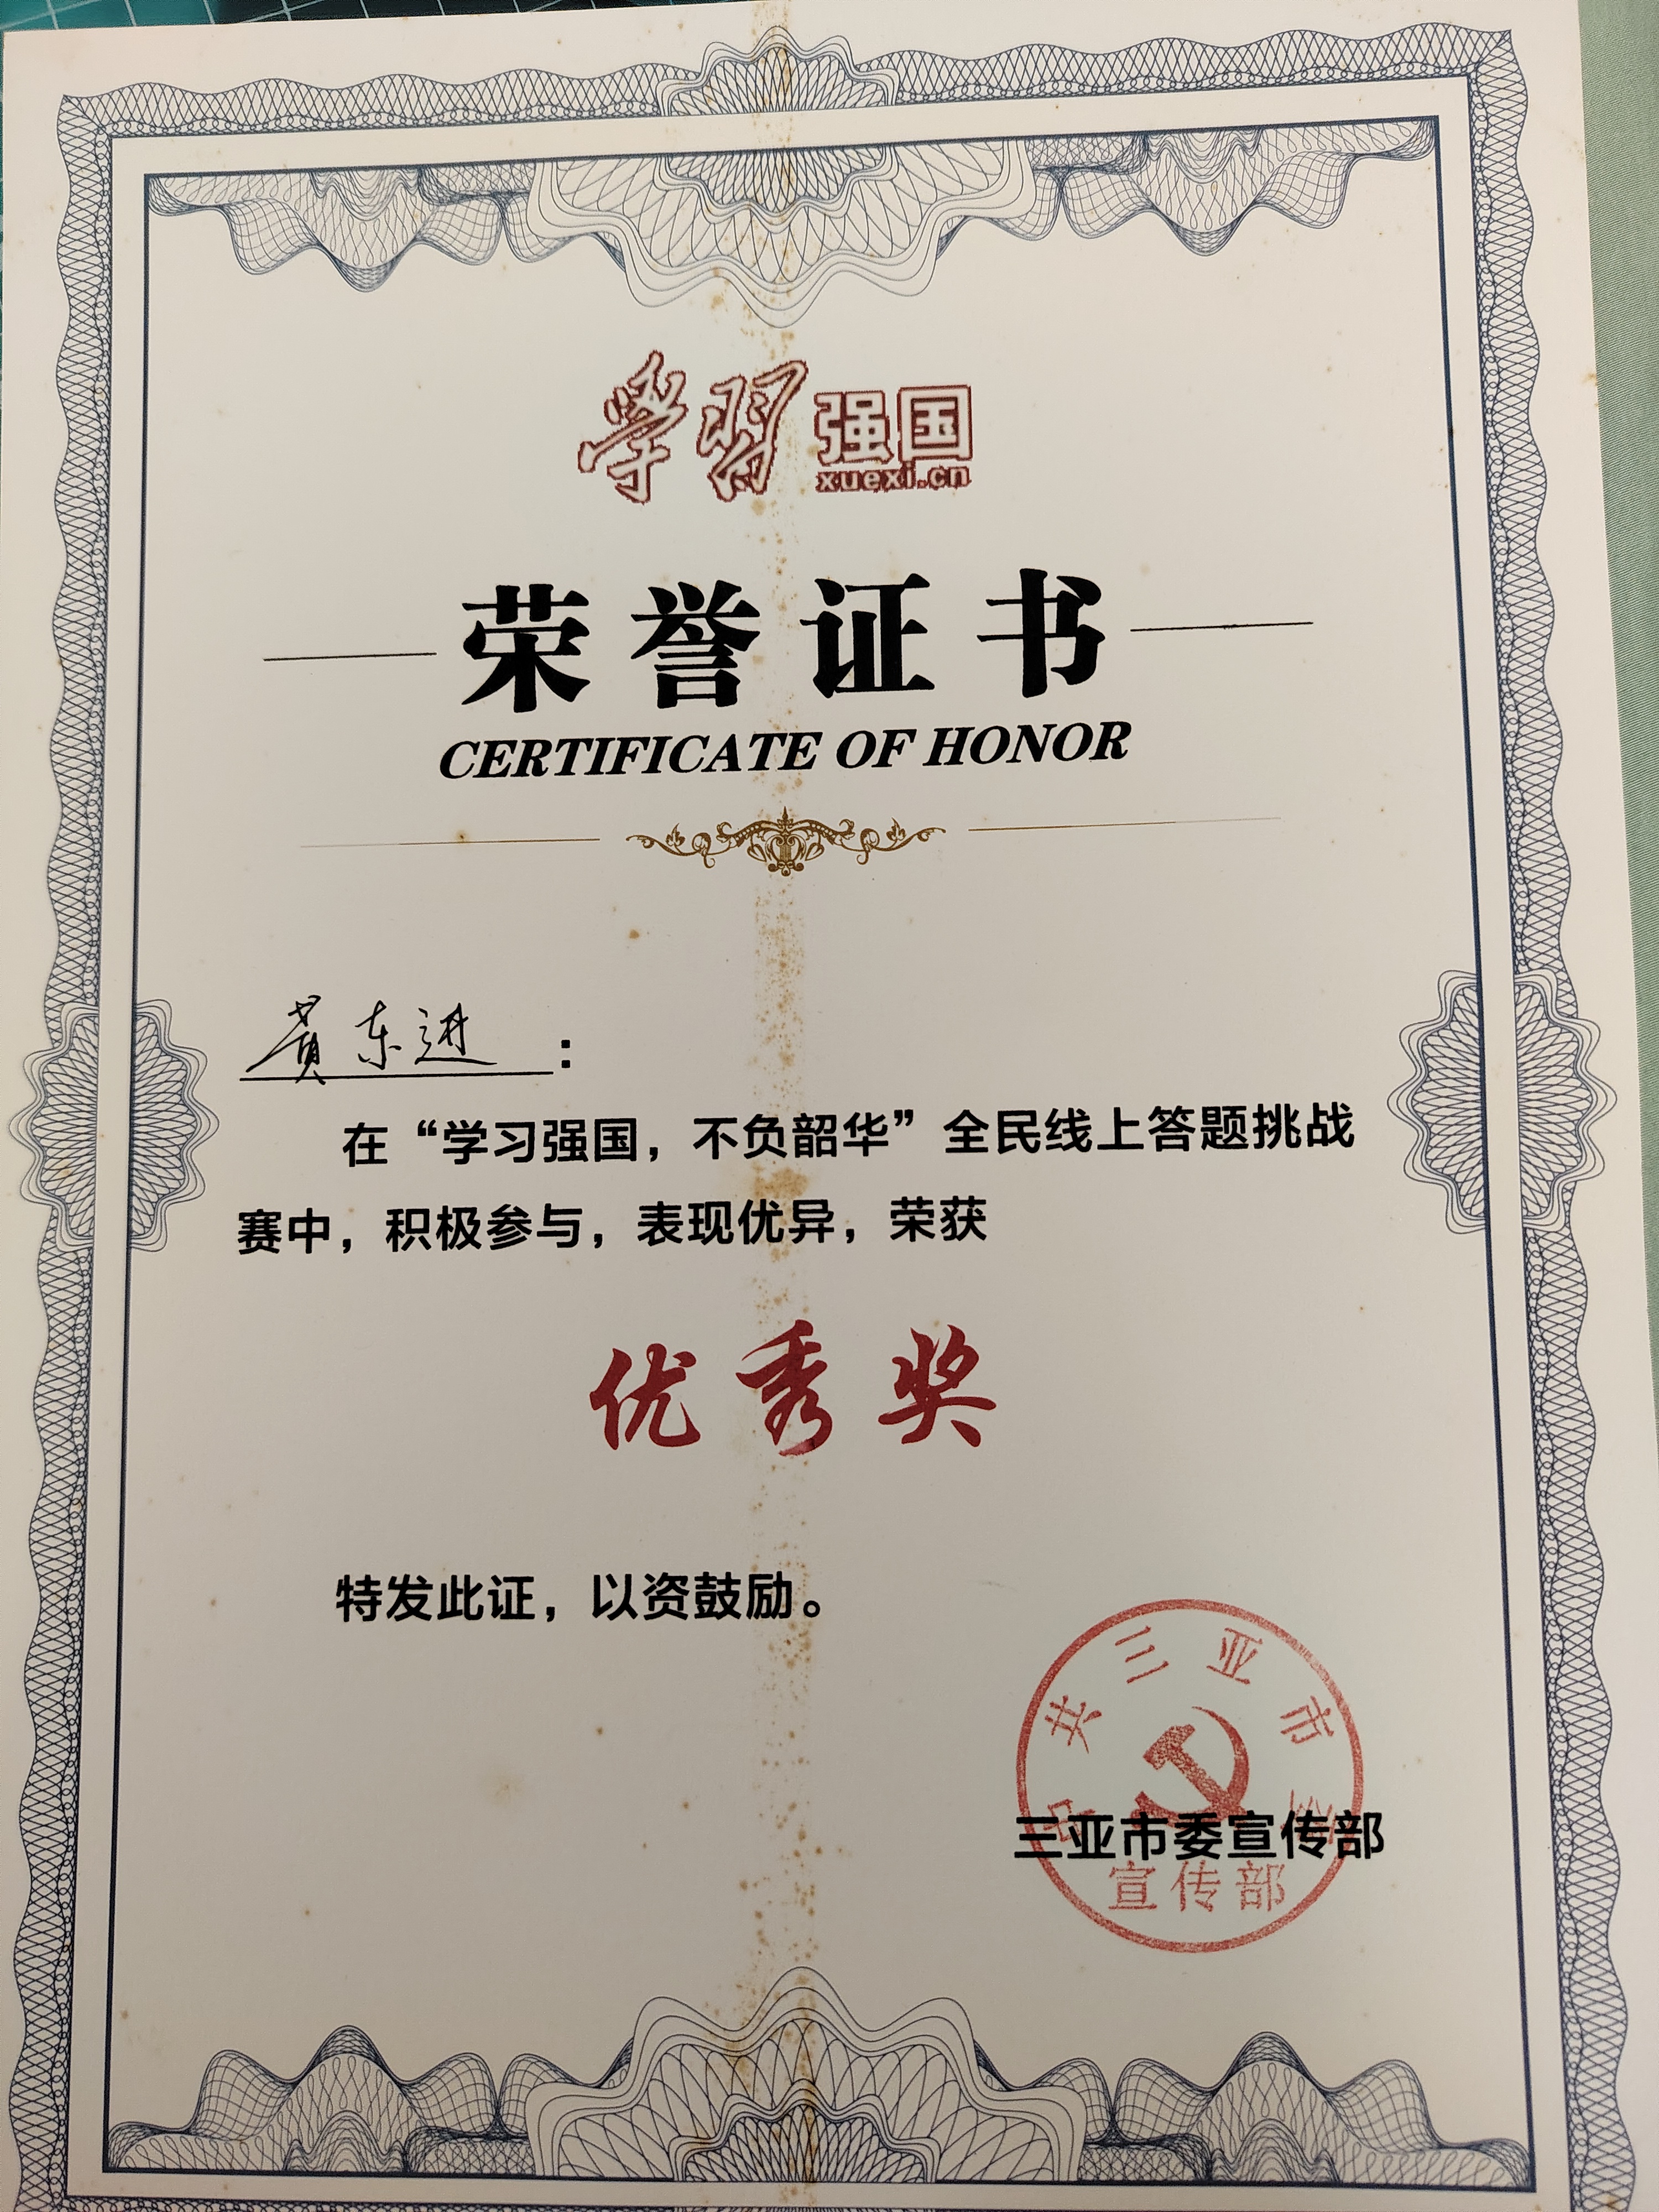 学习强国
xuexi.cn
荣誉证书
CERTIFICATE OF HONOR
黄东进：
在“学习强国，不负韶华”全民线上答题挑战
赛中，积极参与，表现优异，荣获
优秀奖
特发此证，以资鼓励。
中共三亚市委
三亚市委宣传部
宣传部